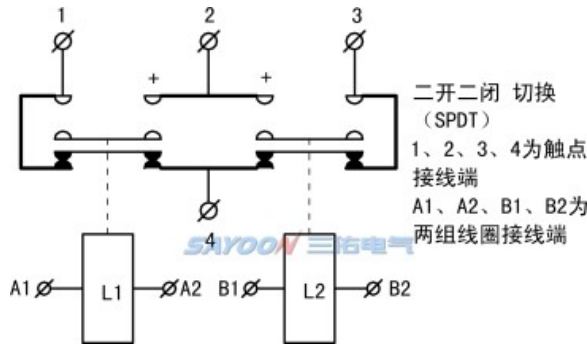 1
2
3
+
+
二开二闭 切换
(SPDT)
1、2、3、4为触点
接线端
A1、A2、B1、B2为
两组线圈接线端
4
SAYOON 三佑电气
A1
L1
A2
B1
L2
B2